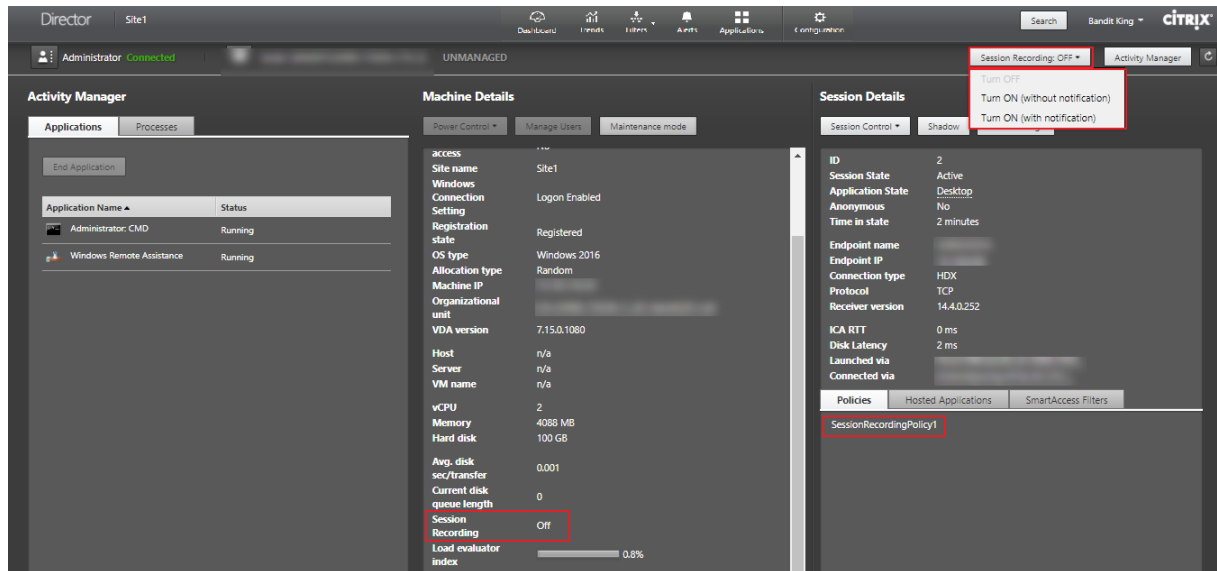 Director Site1 Dashboard Trends Filters Alerts Applications Configuration Search Bandit King CİTRIX
Administrator Connected UNMANAGED Session Recording: OFF Activity Manager
Turn OFF
Turn ON (without notification)
Turn ON (with notification)
Activity Manager
Applications Processes
End Application
Application Name Status
Administrator: CMD Running
Windows Remote Assistance Running
Machine Details
Power Control Manage Users Maintenance mode
access No
Site name Site1
Windows
Connection Logon Enabled
Setting
Registration
state Registered
OS type Windows 2016
Allocation type Random
Machine IP
Organizational
unit
VDA version 7.15.0.1080
Host n/a
Server n/a
VM name n/a
vCPU 2
Memory 4088 MB
Hard disk 100 GB
Avg. disk
sec/transfer 0.001
Current disk
queue length 0
Session
Recording Off
Load evaluator
index 0.8%
Session Details
Session Control Shadow
ID 2
Session State Active
Application State Desktop
Anonymous No
Time in state 2 minutes
Endpoint name
Endpoint IP
Connection type HDX
Protocol TCP
Receiver version 14.4.0.252
ICA RTT 0 ms
Disk Latency 2 ms
Launched via
Connected via
Policies Hosted Applications SmartAccess Filters
SessionRecordingPolicy1